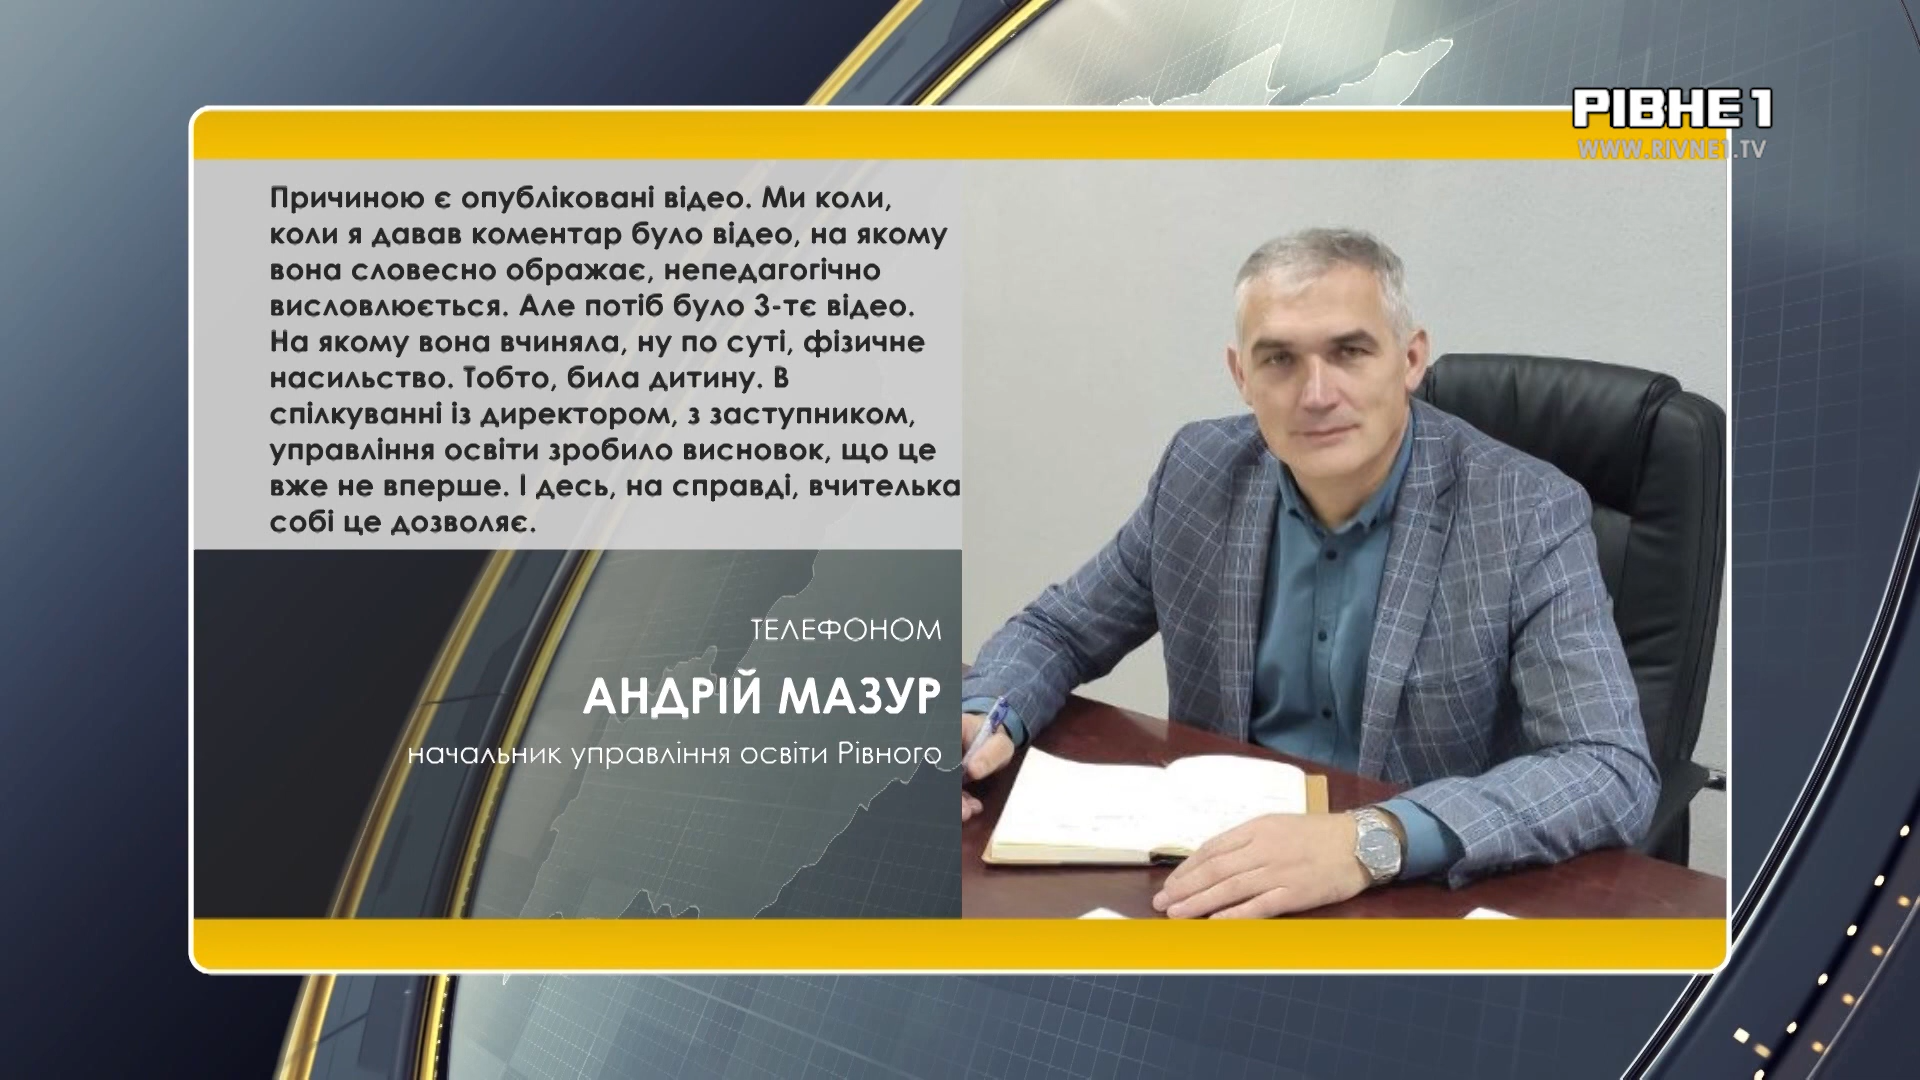 РІВНЕ 1
WWW.RIVNE1.TV
Причиною є опубліковані відео. Ми коли,
коли я давав коментар було відео, на якому
вона словесно ображає, непедагогічно
висловлюється. Але потіб було 3-тє відео.
На якому вона вчиняла, ну по суті, фізичне
насильство. Тобто, била дитину. В
спілкуванні із директором, з заступником,
управління освіти зробило висновок, що це
вже не вперше. І десь, на справді, вчителька
собі це дозволяє.
ТЕЛЕФОНОМ
АНДРІЙ МАЗУР
начальник управління освіти Рівного